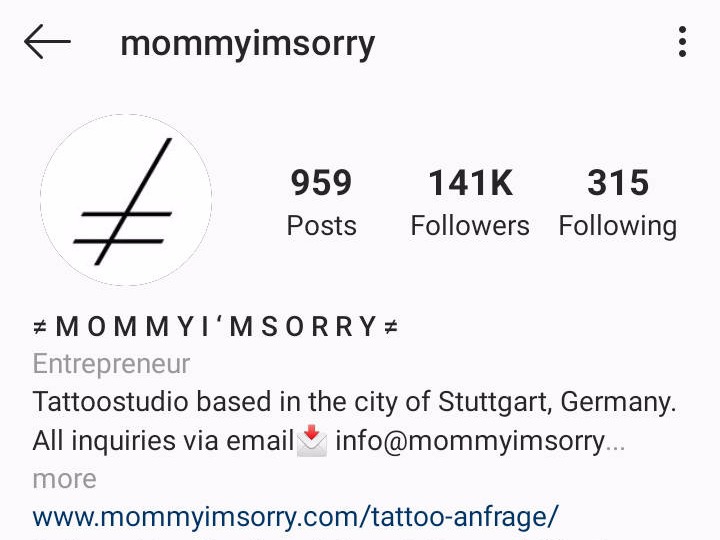 mommyimsorry
959 141K 315
Posts Followers Following
≠ M O M M Y I ‘ M S O R R Y ≠
Entrepreneur
Tattoostudio based in the city of Stuttgart, Germany.
All inquiries via email📩 info@mommyimsorry...
more
www.mommyimsorry.com/tattoo-anfrage/